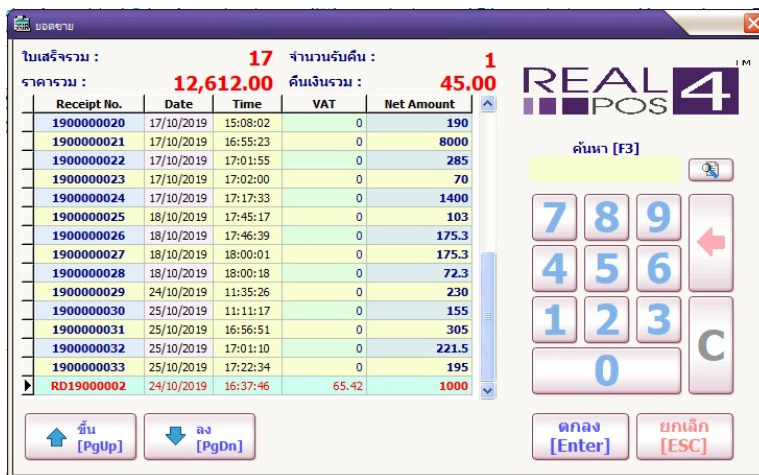 ยอดขาย
ใบเสร็จรวม : 17 จำนวนรับคืน : 1
ราคารวม : 12,612.00 คืนเงินรวม : 45.00
Receipt No. Date Time VAT Net Amount
1900000020 17/10/2019 15:08:02 0 190
1900000021 17/10/2019 16:55:23 0 8000
1900000022 17/10/2019 17:01:55 0 285
1900000023 17/10/2019 17:02:00 0 70
1900000024 17/10/2019 17:17:33 0 1400
1900000025 18/10/2019 17:45:17 0 103
1900000026 18/10/2019 17:46:39 0 175.3
1900000027 18/10/2019 18:00:01 0 175.3
1900000028 18/10/2019 18:00:18 0 72.3
1900000029 24/10/2019 11:35:26 0 230
1900000030 25/10/2019 11:11:17 0 155
1900000031 25/10/2019 16:56:51 0 305
1900000032 25/10/2019 17:01:10 0 221.5
1900000033 25/10/2019 17:22:34 0 195
RD19000002 24/10/2019 16:37:46 65.42 1000
ขึ้น
[PgUp]
ลง
[PgDn]
REAL 4 TM
POS
ค้นหา [F3]
7 8 9
4 5 6
1 2 3
C
0
ตกลง
[Enter]
ยกเลิก
[ESC]